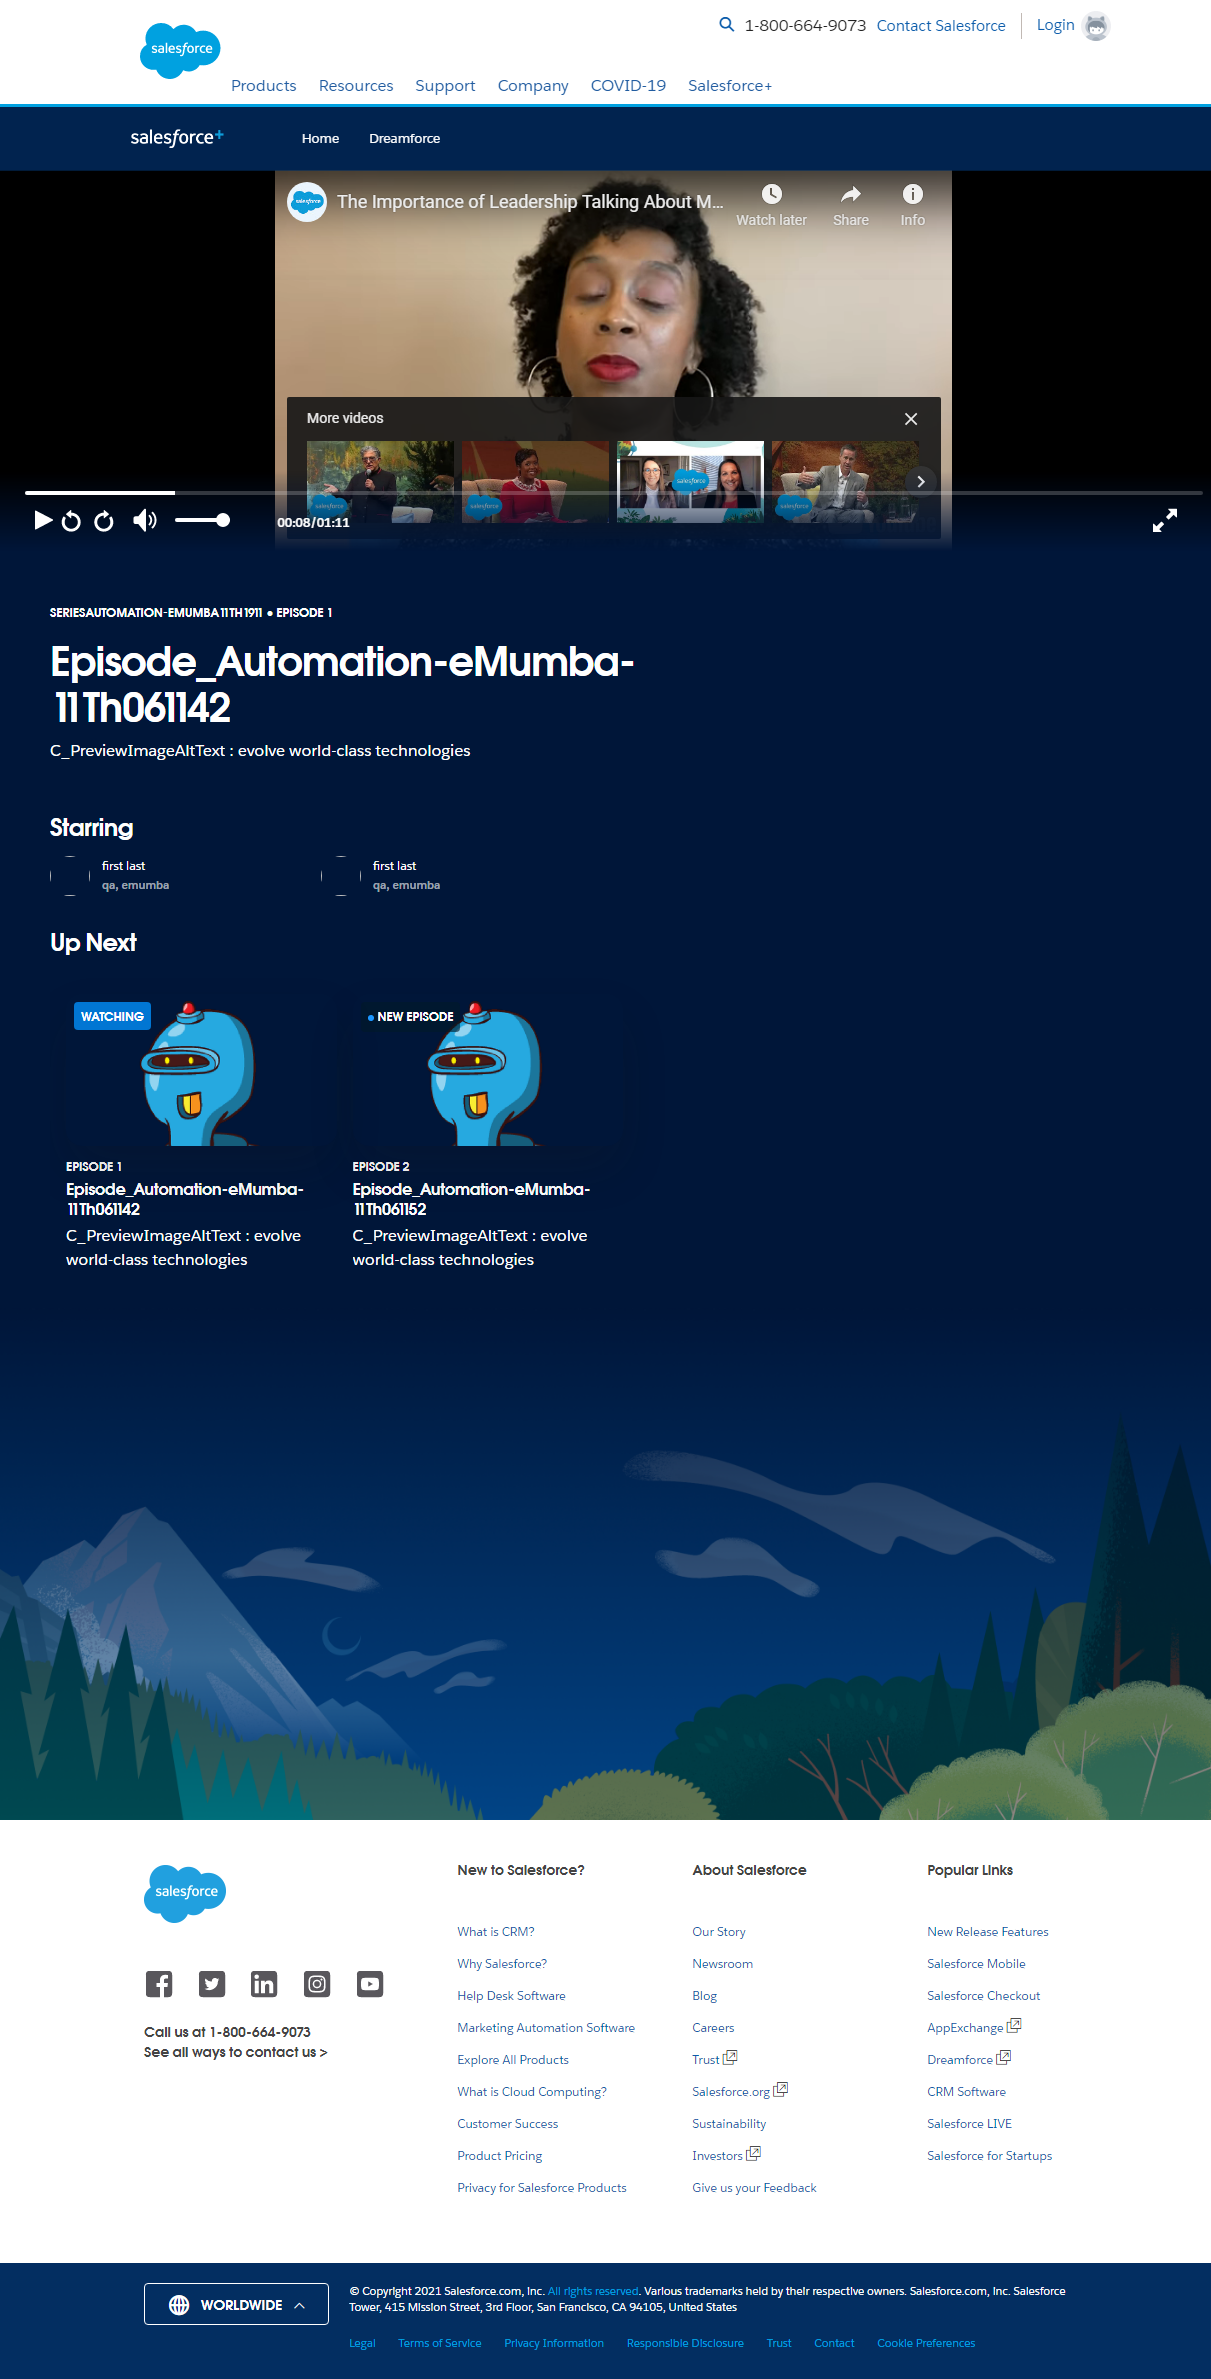 1-800-664-9073 Contact Salesforce Login
salesforce
Products Resources Support Company COVID-19 Salesforce+
salesforce+ Home Dreamforce
salesforce The Importance of Leadership Talking About M... Watch later Share Info
More videos
salesforce
salesforce salesforce salesforce
00:08/01:11
SERIESAUTOMATION-EMUMBA11TH1911 ● EPISODE 1
Episode_Automation-eMumba-
11Th061142
C_PreviewImageAltText : evolve world-class technologies
Starring
first last first last
qa, emumba qa, emumba
Up Next
WATCHING NEW EPISODE
EPISODE 1
Episode_Automation-eMumba-
11Th061142
C_PreviewImageAltText : evolve
world-class technologies
EPISODE 2
Episode_Automation-eMumba-
11Th061152
C_PreviewImageAltText : evolve
world-class technologies
salesforce
Call us at 1-800-664-9073
See all ways to contact us >
New to Salesforce?
What is CRM?
Why Salesforce?
Help Desk Software
Marketing Automation Software
Explore All Products
What is Cloud Computing?
Customer Success
Product Pricing
Privacy for Salesforce Products
About Salesforce
Our Story
Newsroom
Blog
Careers
Trust
Salesforce.org
Sustainability
Investors
Give us your Feedback
Popular Links
New Release Features
Salesforce Mobile
Salesforce Checkout
AppExchange
Dreamforce
CRM Software
Salesforce LIVE
Salesforce for Startups
WORLDWIDE
© Copyright 2021 Salesforce.com, inc. All rights reserved. Various trademarks held by their respective owners. Salesforce.com, inc. Salesforce
Tower, 415 Mission Street, 3rd Floor, San Francisco, CA 94105, United States
Legal Terms of Service Privacy Information Responsible Disclosure Trust Contact Cookie Preferences